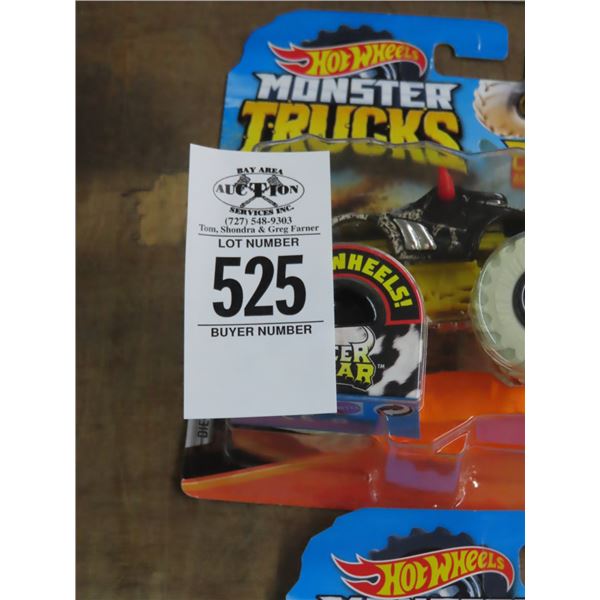 HOT WHEELS
MONSTER
TRUCKS
BAY AREA
AUCTION
SERVICES INC.
(727) 548-9303
Tom, Shondra & Greg Farner
LOT NUMBER
525
BUYER NUMBER
WHEELS!
DIE
HOT WHEELS